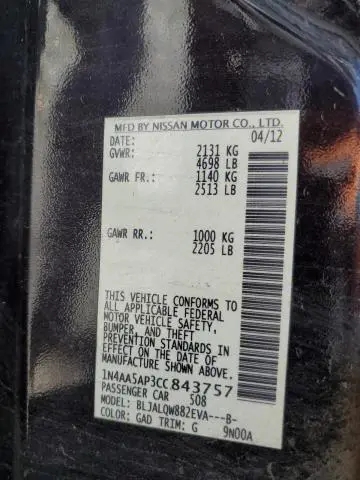 MFD BY NISSAN MOTOR CO., LTD.
DATE: 04/12
GVWR: 2131 KG
4698 LB
GAWR FR.: 1140 KG
2513 LB
GAWR RR.: 1000 KG
2205 LB
THIS VEHICLE CONFORMS TO
ALL APPLICABLE FEDERAL
MOTOR VEHICLE SAFETY,
BUMPER, AND THEFT
PREVENTION STANDARDS IN
EFFECT ON THE DATE OF
MANUFACTURE SHOWN ABOVE.
1N4AA5AP3CC843757
PASSENGER CAR 508
MODEL: BLJALQW882EVA---B-
COLOR: GAD TRIM: G 9N00A